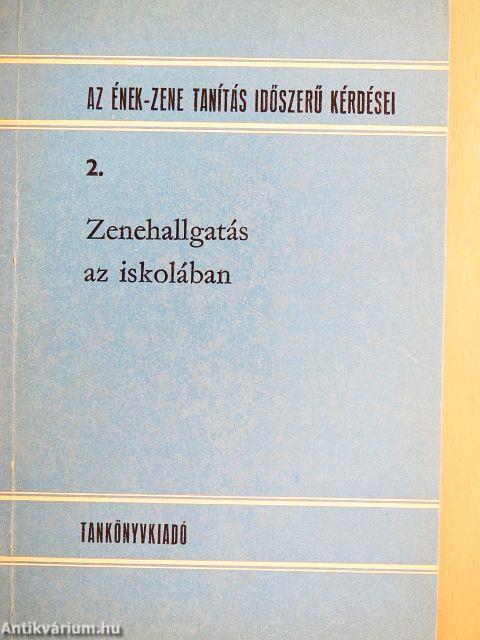 AZ ÉNEK-ZENE TANÍTÁS IDŐSZERŰ KÉRDÉSEI
2.
Zenehallgatás
az iskolában
TANKÖNYVKIADÓ
Antikvárium.hu